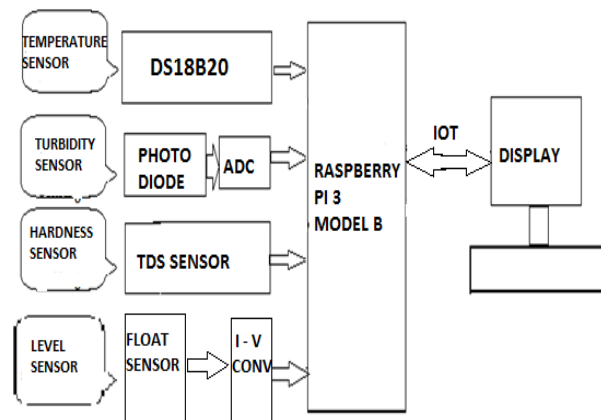 TEMPERATURE
SENSOR
DS18B20
TURBIDITY
SENSOR
PHOTO
DIODE
ADC
HARDNESS
SENSOR
TDS SENSOR
LEVEL
SENSOR
FLOAT
SENSOR
I - V
CONV
RASPBERRY
PI 3
MODEL B
IOT
DISPLAY